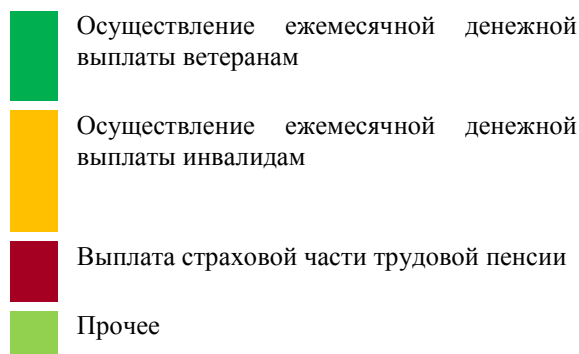 Осуществление ежемесячной денежной
выплаты ветеранам
Осуществление ежемесячной денежной
выплаты инвалидам
Выплата страховой части трудовой пенсии
Прочее